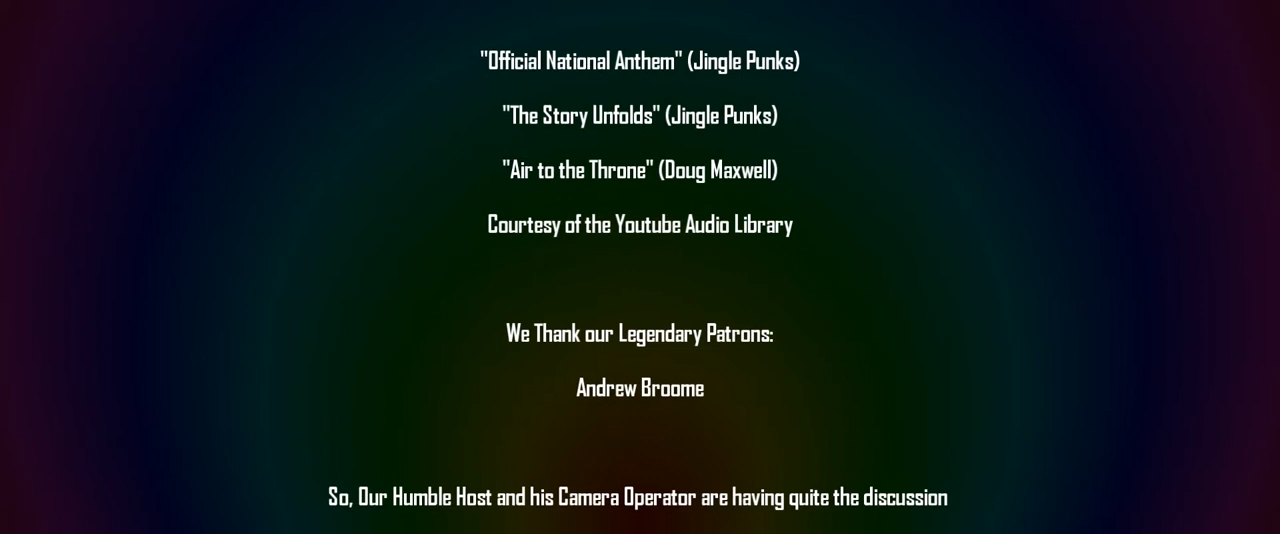 "Official National Anthem" (Jingle Punks)
"The Story Unfolds" (Jingle Punks)
"Air to the Throne" (Doug Maxwell)
Courtesy of the Youtube Audio Library
We Thank our Legendary Patrons:
Andrew Broome
So, Our Humble Host and his Camera Operator are having quite the discussion